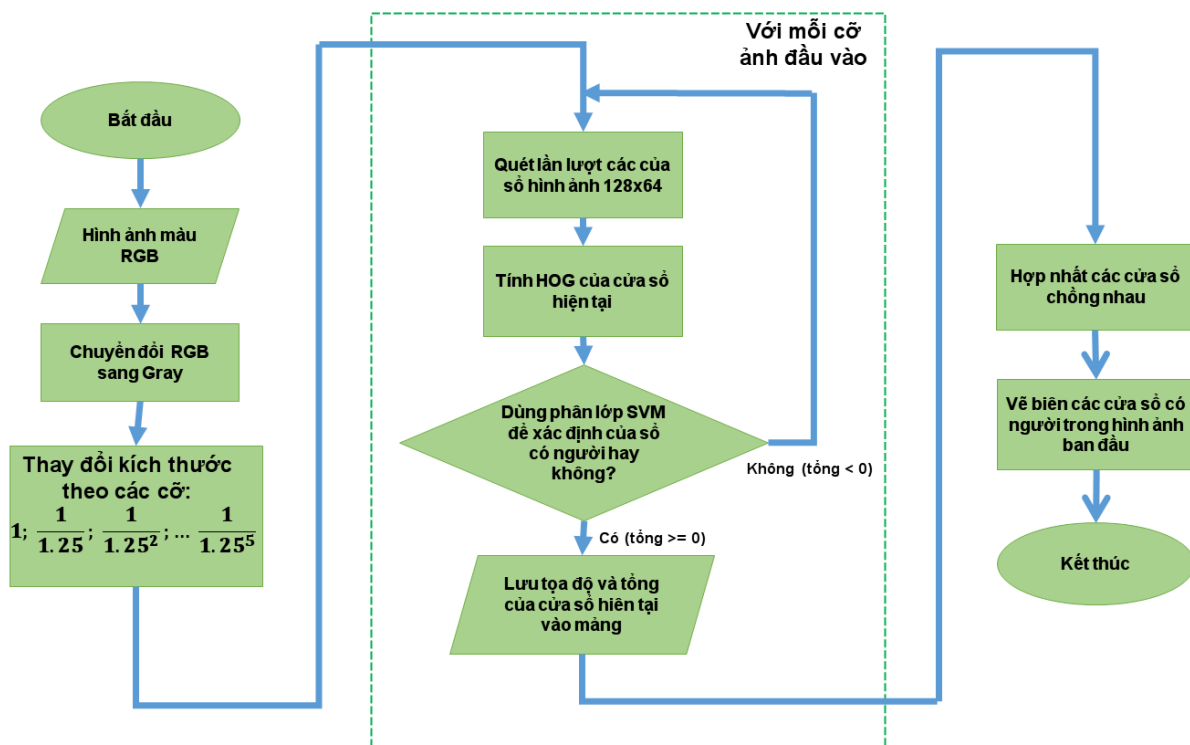 Bắt đầu
Hình ảnh màu
RGB
Chuyển đổi RGB
sang Gray
Thay đổi kích thước
theo các cỡ:
1; 1/1.25 ; 1/1.25² ; ... 1/1.25⁵
Với mỗi cỡ
ảnh đầu vào
Quét lần lượt các của
sổ hình ảnh 128x64
Tính HOG của cửa sổ
hiện tại
Dùng phân lớp SVM
để xác định của sổ
có người hay
không?
Không (tổng < 0)
Có (tổng >= 0)
Lưu tọa độ và tổng
của cửa sổ hiên tại
vào mảng
Hợp nhất các cửa sổ
chồng nhau
Vẽ biên các cửa sổ có
người trong hình ảnh
ban đầu
Kết thúc